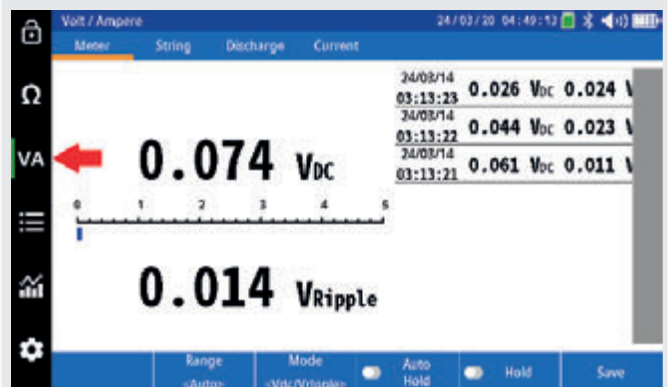 Volt / Ampere
24/03/20 04:49:13
Meter String Discharge Current
Ω
VA
0.074 VDC
0 1 2 3 4 5
0.014 VRipple
24/03/14
03:13:23 0.026 VDC 0.024 V
24/03/14
03:13:22 0.044 VDC 0.023 V
24/03/14
03:13:21 0.061 VDC 0.011 V
Range
<Auto>
Mode
<Vdc/Vripple>
Auto
Hold
Hold
Save